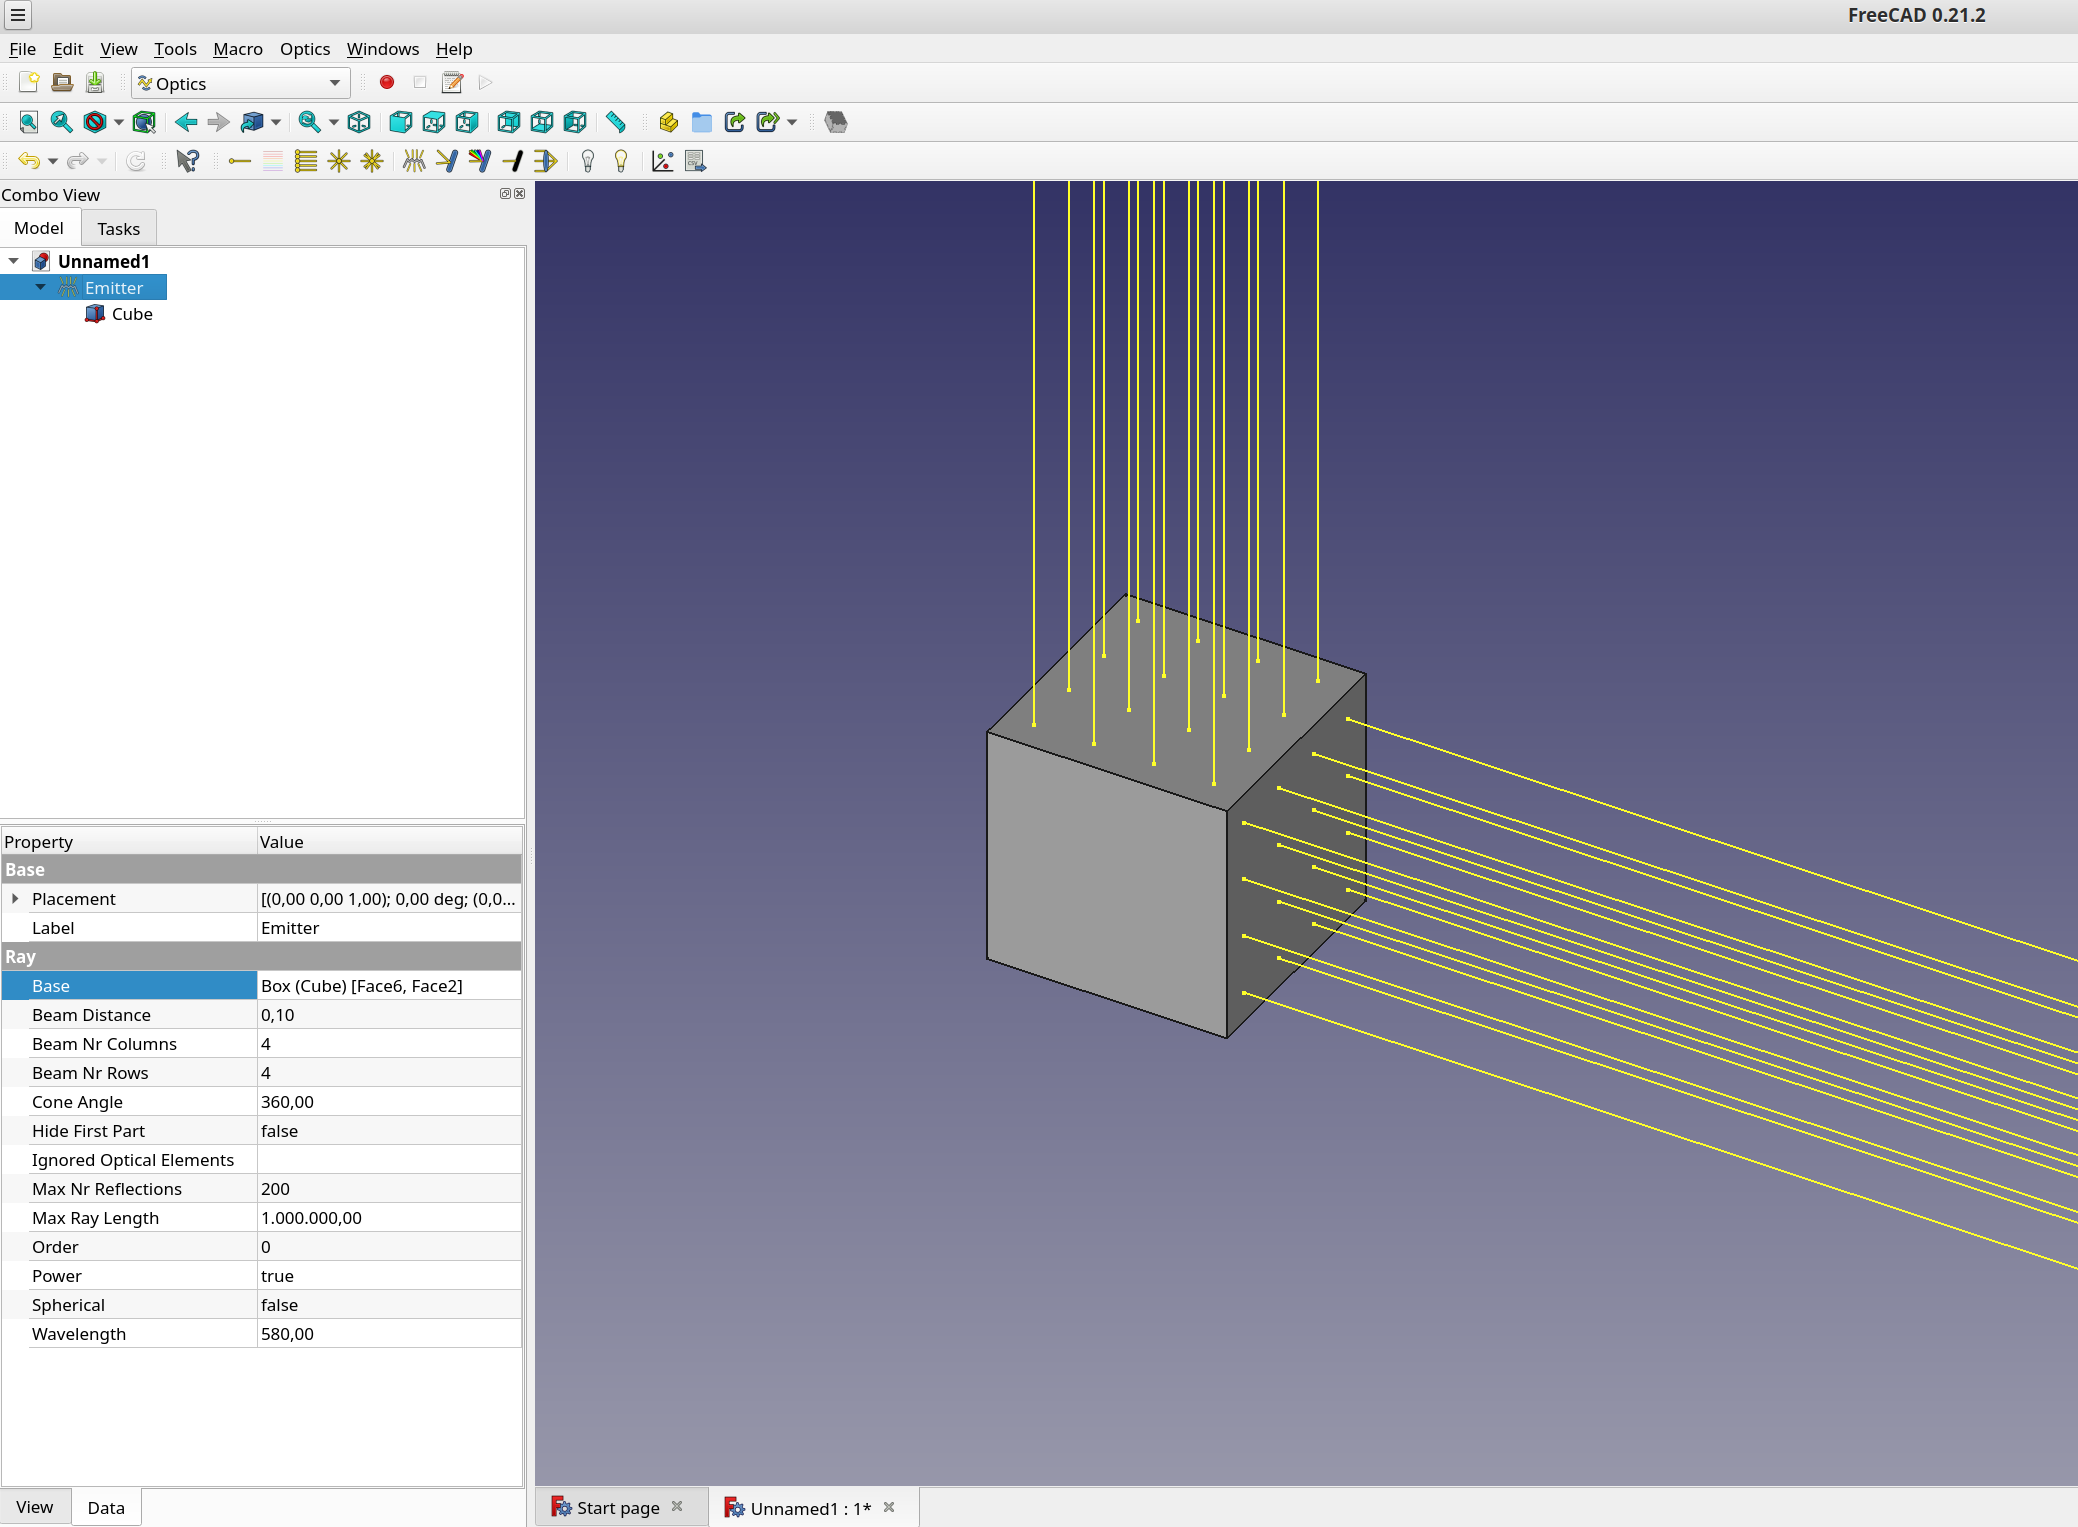 FreeCAD 0.21.2
File Edit View Tools Macro Optics Windows Help
Optics
Combo View
Model Tasks
Unnamed1
Emitter
Cube
Property Value
Base
Placement [(0,00 0,00 1,00); 0,00 deg; (0,0...
Label Emitter
Ray
Base Box (Cube) [Face6, Face2]
Beam Distance 0,10
Beam Nr Columns 4
Beam Nr Rows 4
Cone Angle 360,00
Hide First Part false
Ignored Optical Elements
Max Nr Reflections 200
Max Ray Length 1.000.000,00
Order 0
Power true
Spherical false
Wavelength 580,00
View Data
Start page Unnamed1 : 1*